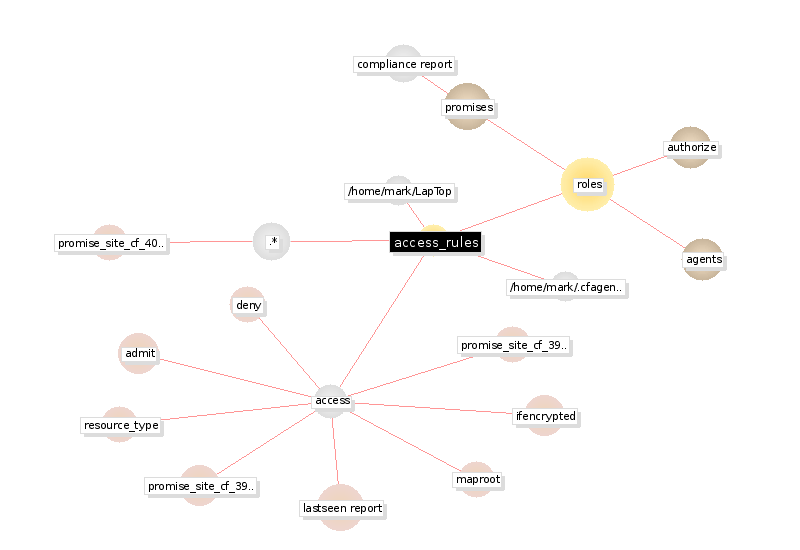 compliance report
promises
authorize
roles
/home/mark/LapTop
access_rules
.*
promise_site_cf_40..
agents
/home/mark/.cfagen..
deny
promise_site_cf_39..
admit
access
ifencrypted
resource_type
maproot
promise_site_cf_39..
lastseen report